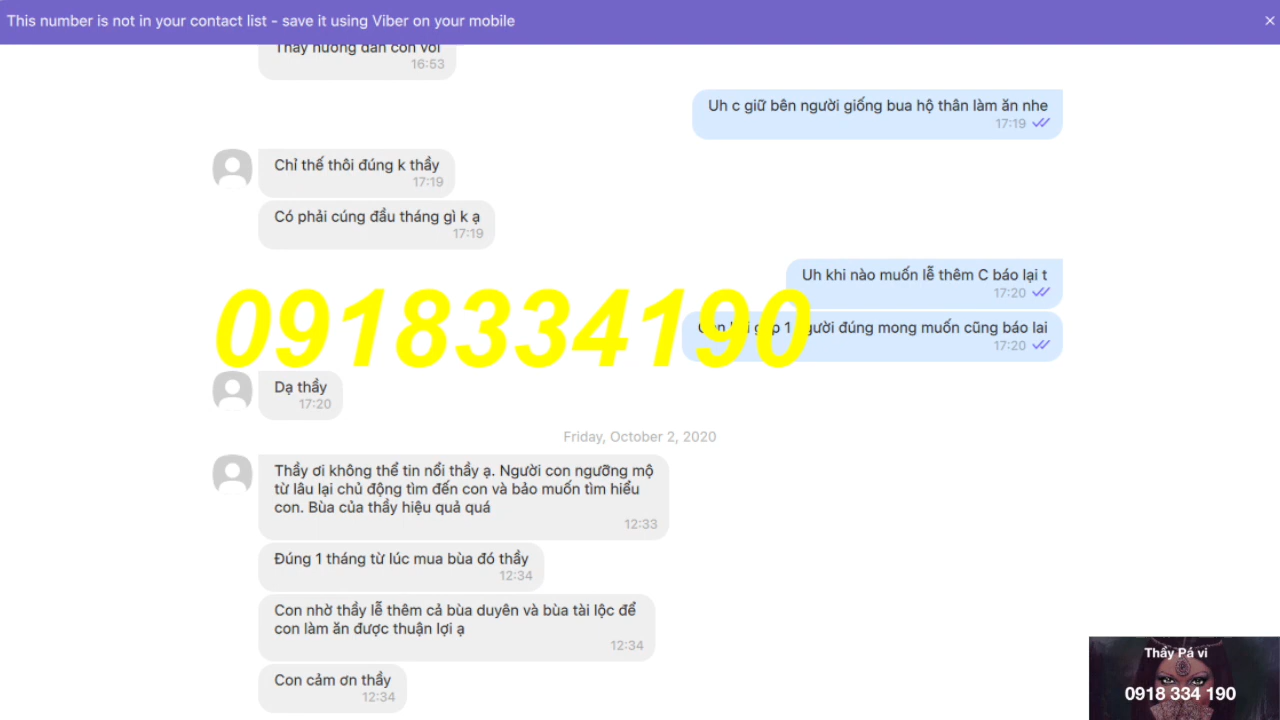 This number is not in your contact list - save it using Viber on your mobile
Thầy hướng dẫn con với
16:53
Uh c giữ bên người giống bua hộ thân làm ăn nhe
17:19
Chỉ thế thôi đúng k thầy
17:19
Có phải cúng đầu tháng gì k ạ
17:19
Uh khi nào muốn lễ thêm C báo lại t
17:20
0918334190
1 người đúng mong muốn cũng báo lai
17:20
Dạ thầy
17:20
Friday, October 2, 2020
Thầy ơi không thể tin nổi thầy ạ. Người con ngưỡng mộ
từ lâu lại chủ động tìm đến con và bảo muốn tìm hiểu
con. Bùa của thầy hiệu quả quá
12:33
Đúng 1 tháng từ lúc mua bùa đó thầy
12:34
Con nhờ thầy lễ thêm cả bùa duyên và bùa tài lộc để
con làm ăn được thuận lợi ạ
12:34
Con cảm ơn thầy
12:34
Thầy Pá vi
0918 334 190